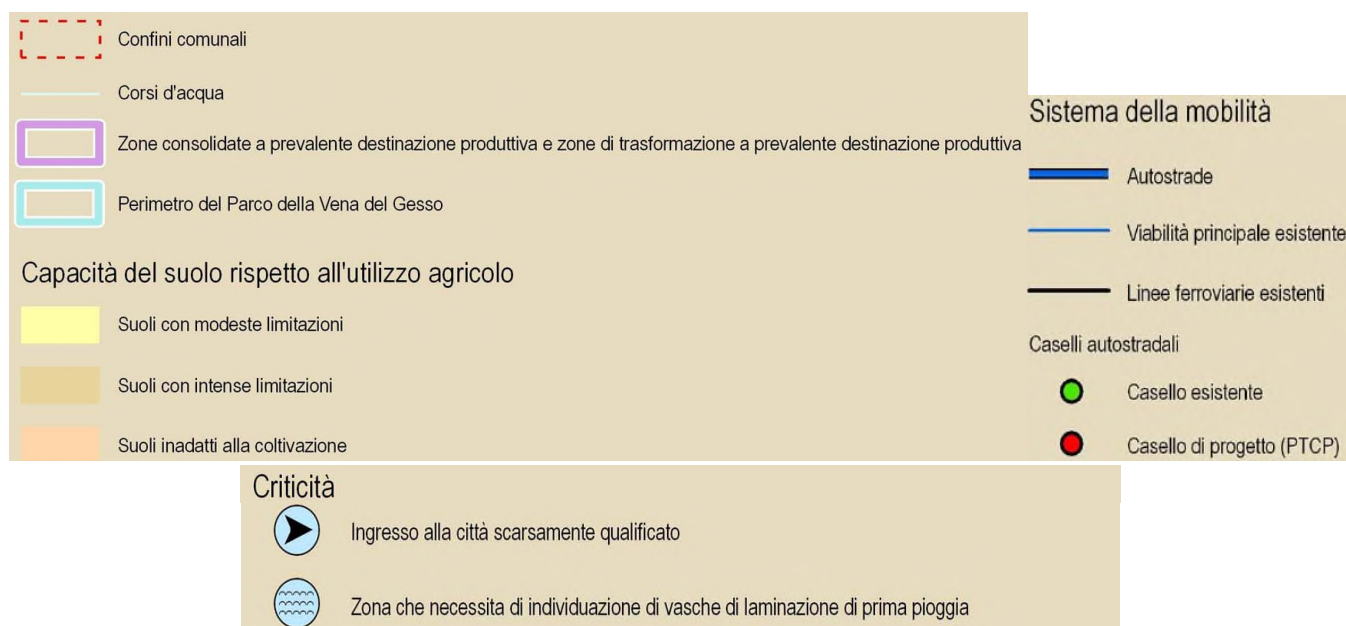 Confini comunali
Corsi d'acqua
Zone consolidate a prevalente destinazione produttiva e zone di trasformazione a prevalente destinazione produttiva
Perimetro del Parco della Vena del Gesso
Capacità del suolo rispetto all'utilizzo agricolo
Suoli con modeste limitazioni
Suoli con intense limitazioni
Suoli inadatti alla coltivazione
Sistema della mobilità
Autostrade
Viabilità principale esistente
Linee ferroviarie esistenti
Caselli autostradali
Casello esistente
Casello di progetto (PTCP)
Criticità
Ingresso alla città scarsamente qualificato
Zona che necessita di individuazione di vasche di laminazione di prima pioggia